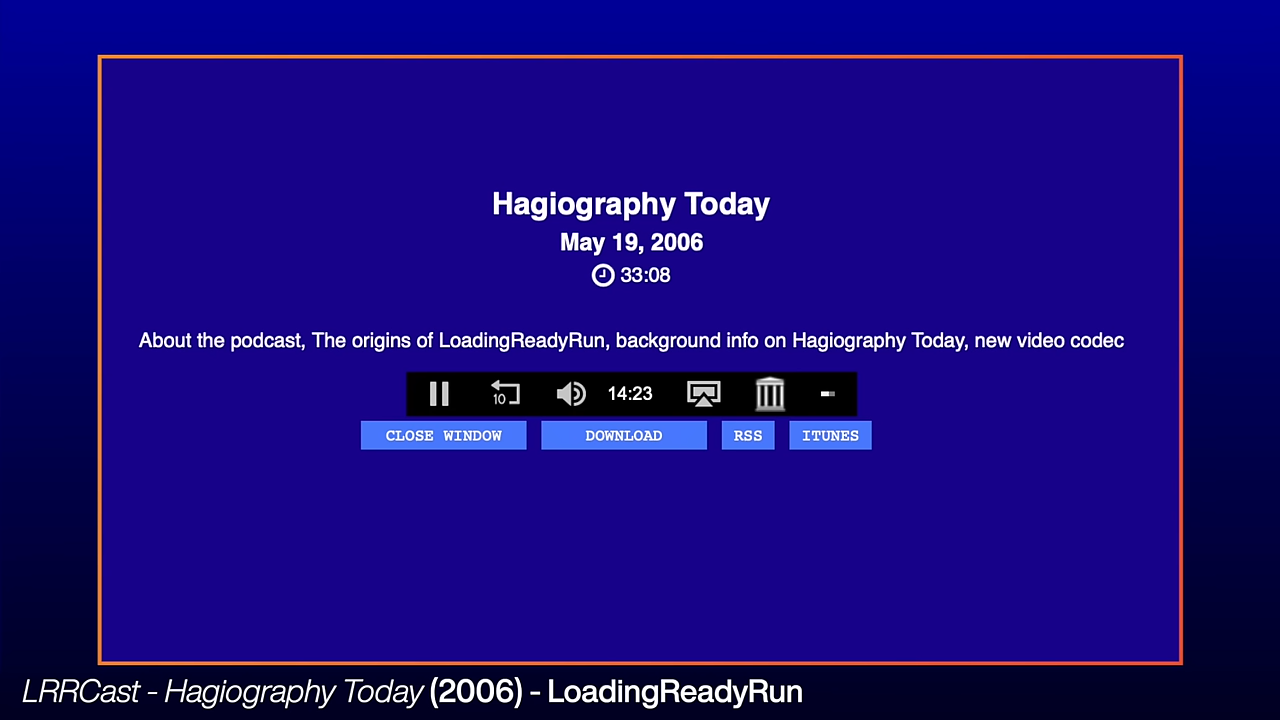 Hagiography Today
May 19, 2006
33:08
About the podcast, The origins of LoadingReadyRun, background info on Hagiography Today, new video codec
10 14:23
CLOSE WINDOW DOWNLOAD RSS ITUNES
LRRCast - Hagiography Today (2006) - LoadingReadyRun